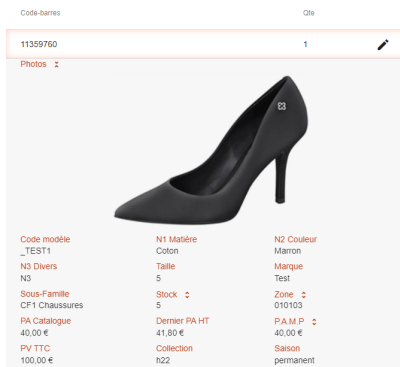 Code-barres Qte
11359760 1
Photos
Code modèle N1 Matière N2 Couleur
_TEST1 Coton Marron
N3 Divers Taille Marque
N3 5 Test
Sous-Famille Stock Zone
CF1 Chaussures 5 010103
PA Catalogue Dernier PA HT P.A.M.P
40,00 € 41,80 € 40,00 €
PV TTC Collection Saison
100,00 € h22 permanent